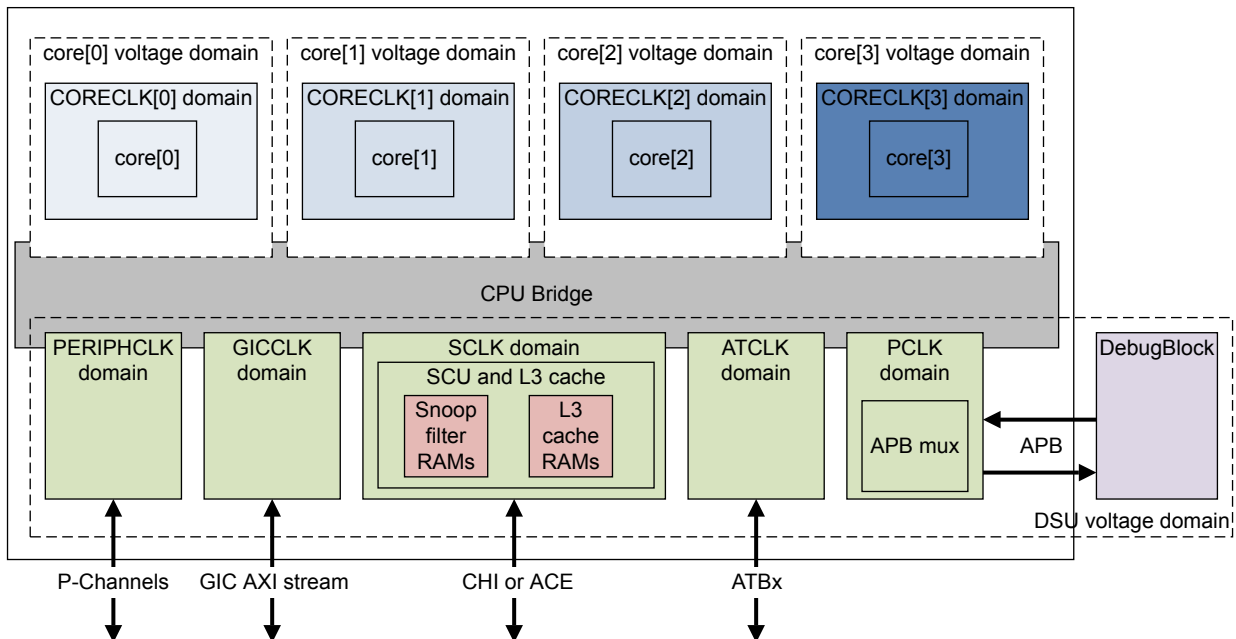 core[0] voltage domain
core[1] voltage domain
core[2] voltage domain
core[3] voltage domain
CORECLK[0] domain
CORECLK[1] domain
CORECLK[2] domain
CORECLK[3] domain
core[0]
core[1]
core[2]
core[3]
CPU Bridge
PERIPHCLK
domain
GICCLK
domain
SCLK domain
SCU and L3 cache
Snoop
filter
RAMs
L3
cache
RAMs
ATCLK
domain
PCLK
domain
APB mux
APB
DebugBlock
DSU voltage domain
P-Channels
GIC AXI stream
CHI or ACE
ATBx